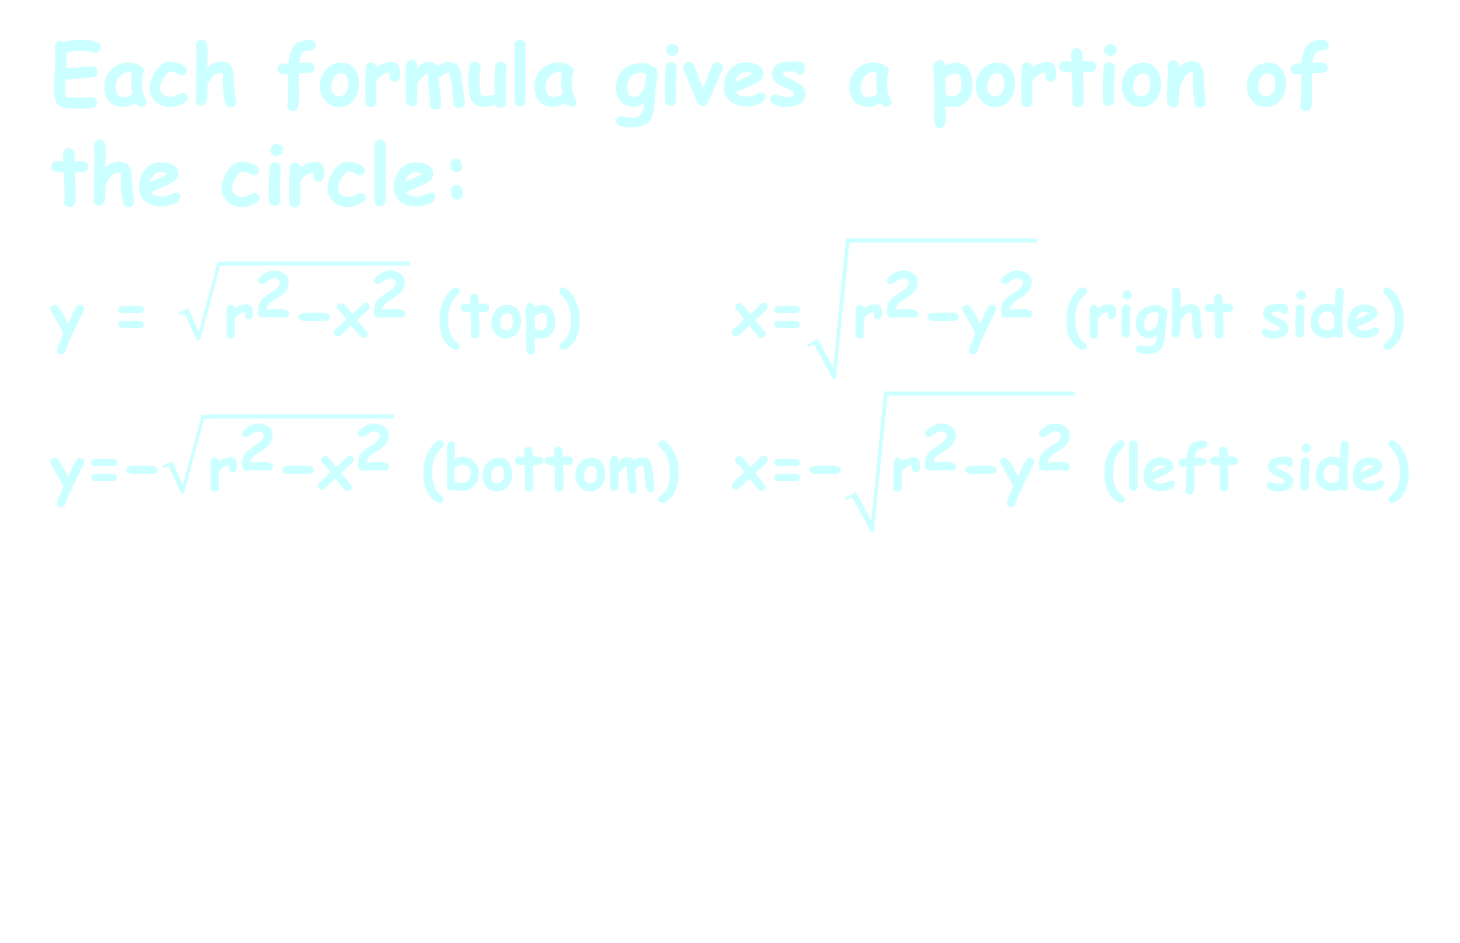 Each formula gives a portion of
the circle:
y = √r²-x² (top) x=√r²-y² (right side)
y=-√r²-x² (bottom) x=-√r²-y² (left side)